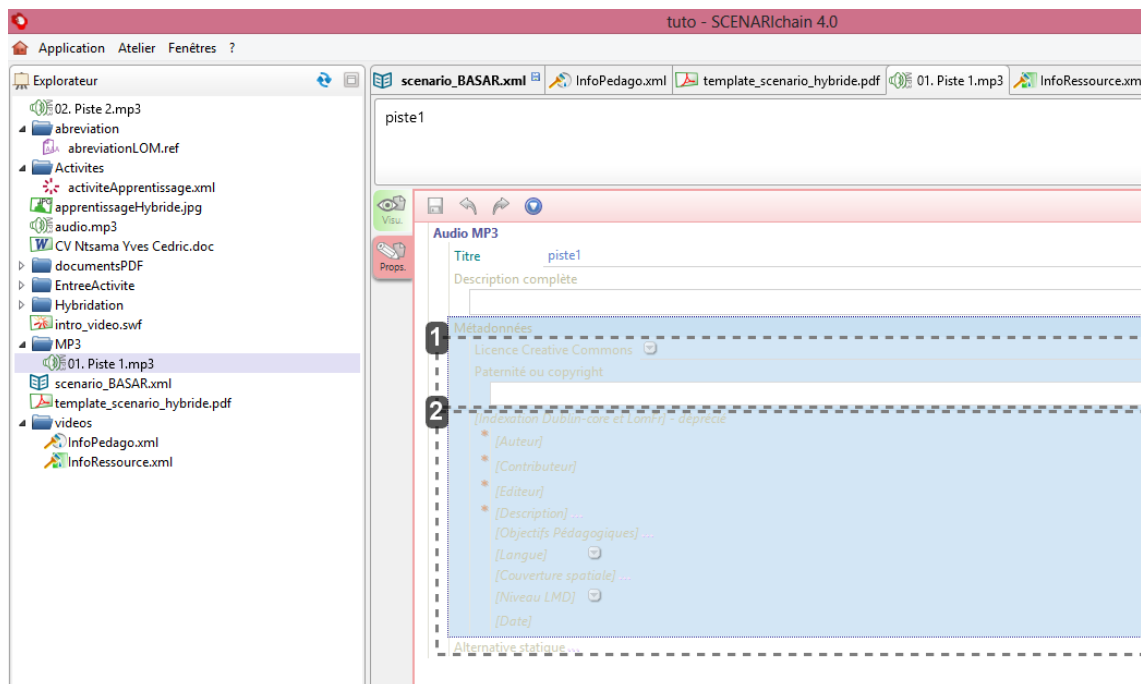 tuto - SCENARIchain 4.0
Application Atelier Fenêtres ?
Explorateur
02. Piste 2.mp3
abreviation
abreviationLOM.ref
Activites
activiteApprentissage.xml
apprentissageHybride.jpg
audio.mp3
CV Ntsama Yves Cedric.doc
documentsPDF
EntreeActivite
Hybridation
intro_video.swf
MP3
01. Piste 1.mp3
scenario_BASAR.xml
template_scenario_hybride.pdf
videos
InfoPedago.xml
InfoRessource.xml
scenario_BASAR.xml InfoPedago.xml template_scenario_hybride.pdf 01. Piste 1.mp3 InfoRessource.xm
piste1
Visu.
Props.
Audio MP3
Titre piste1
Description complète
1
Métadonnées
Licence Creative Commons
Paternité ou copyright
2
[Indexation Dublin-core et LomFr] - déprécié
[Auteur]
[Contributeur]
[Editeur]
[Description] ...
[Objectifs Pédagogiques] ...
[Langue]
[Couverture spatiale] ...
[Niveau LMD]
[Date]
Alternative statique ...